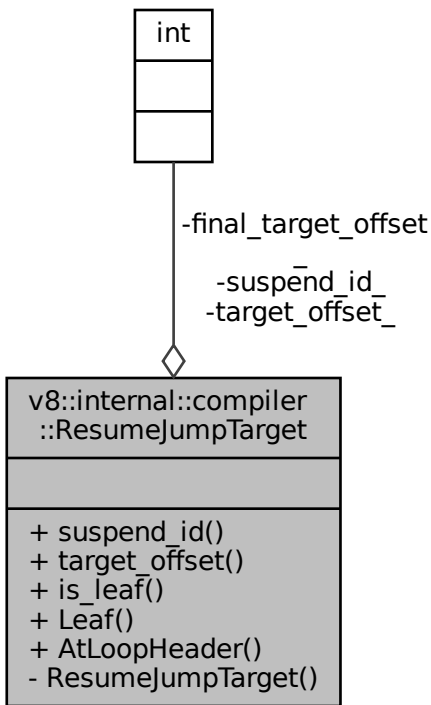 int
-final_target_offset
_
-suspend_id_
-target_offset_
v8::internal::compiler
::ResumeJumpTarget
+ suspend_id()
+ target_offset()
+ is_leaf()
+ Leaf()
+ AtLoopHeader()
- ResumeJumpTarget()